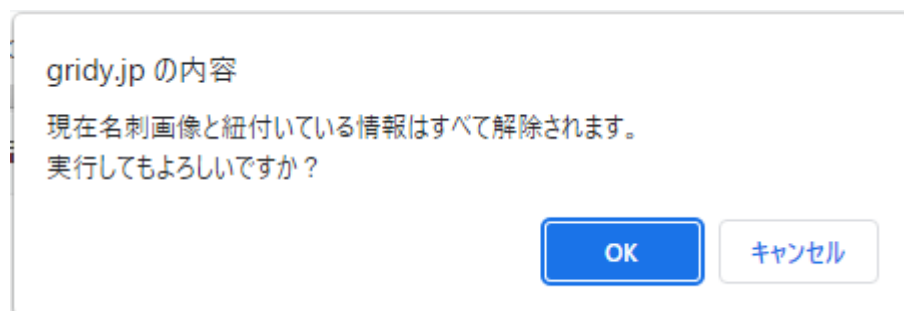 gridy.jp の内容
現在名刺画像と紐付いている情報はすべて解除されます。
実行してもよろしいですか？
OK
キャンセル